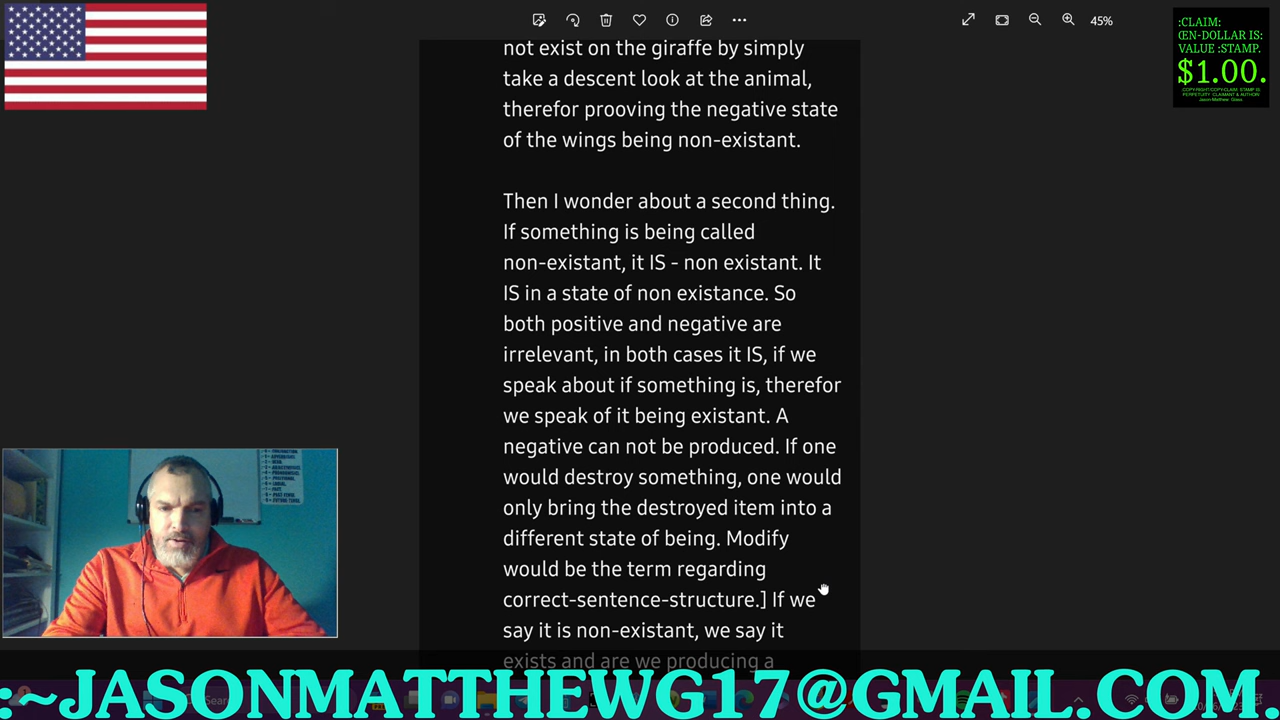 45%
:CLAIM:
ŒN-DOLLAR IS:
VALUE :STAMP.
$1.00.
Jason-Matthew: Glass
not exist on the giraffe by simply
take a descent look at the animal,
therefor prooving the negative state
of the wings being non-existant.
Then I wonder about a second thing.
If something is being called
non-existant, it IS - non existant. It
IS in a state of non existance. So
both positive and negative are
irrelevant, in both cases it IS, if we
speak about if something is, therefor
we speak of it being existant. A
negative can not be produced. If one
would destroy something, one would
only bring the destroyed item into a
different state of being. Modify
would be the term regarding
correct-sentence-structure.] If we
say it is non-existant, we say it
exists and are we producing a
:~JASONMATTHEWG17@GMAIL.COM.